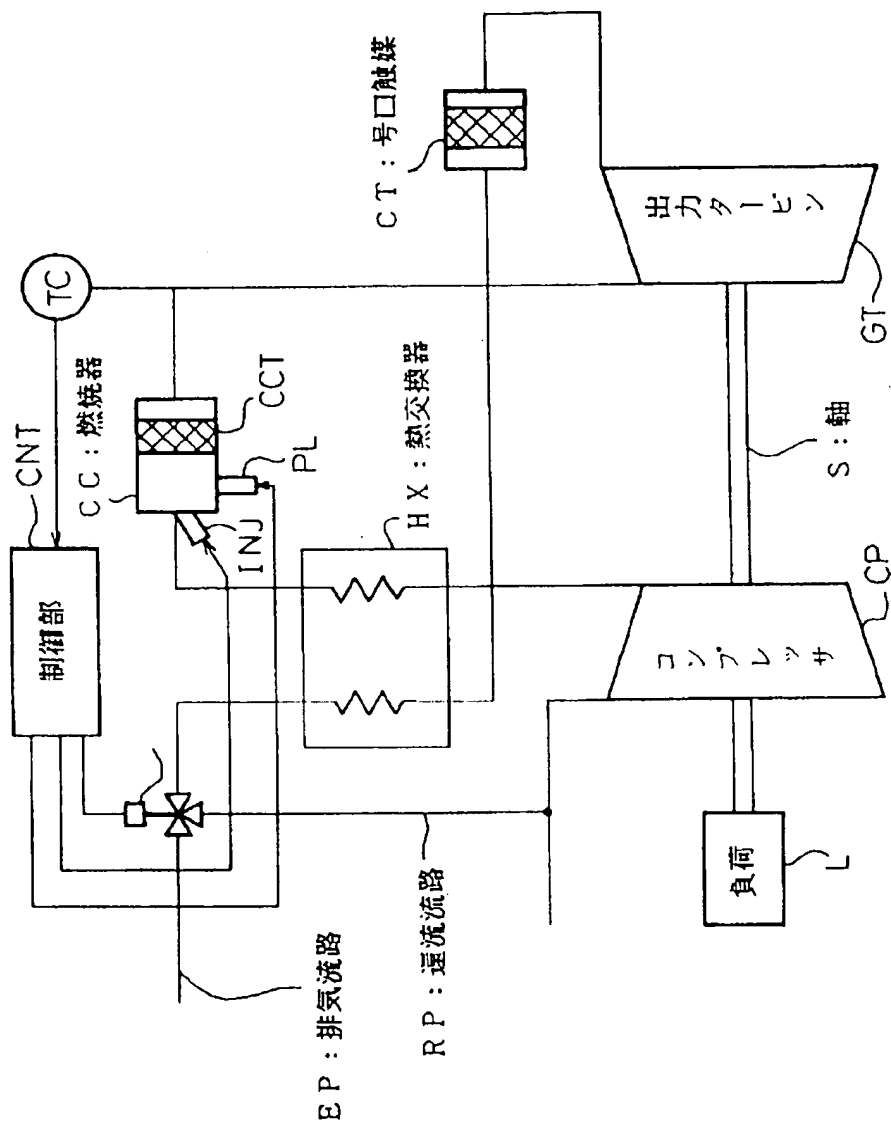 TC
制御部
CNT
CC:燃焼器
CCT
PL
INJ
HX:熱交換器
CT:号口触媒
出力タービン
GT
S:軸
コンプレッサ
CP
負荷
L
RP:還流流路
EP:排気流路